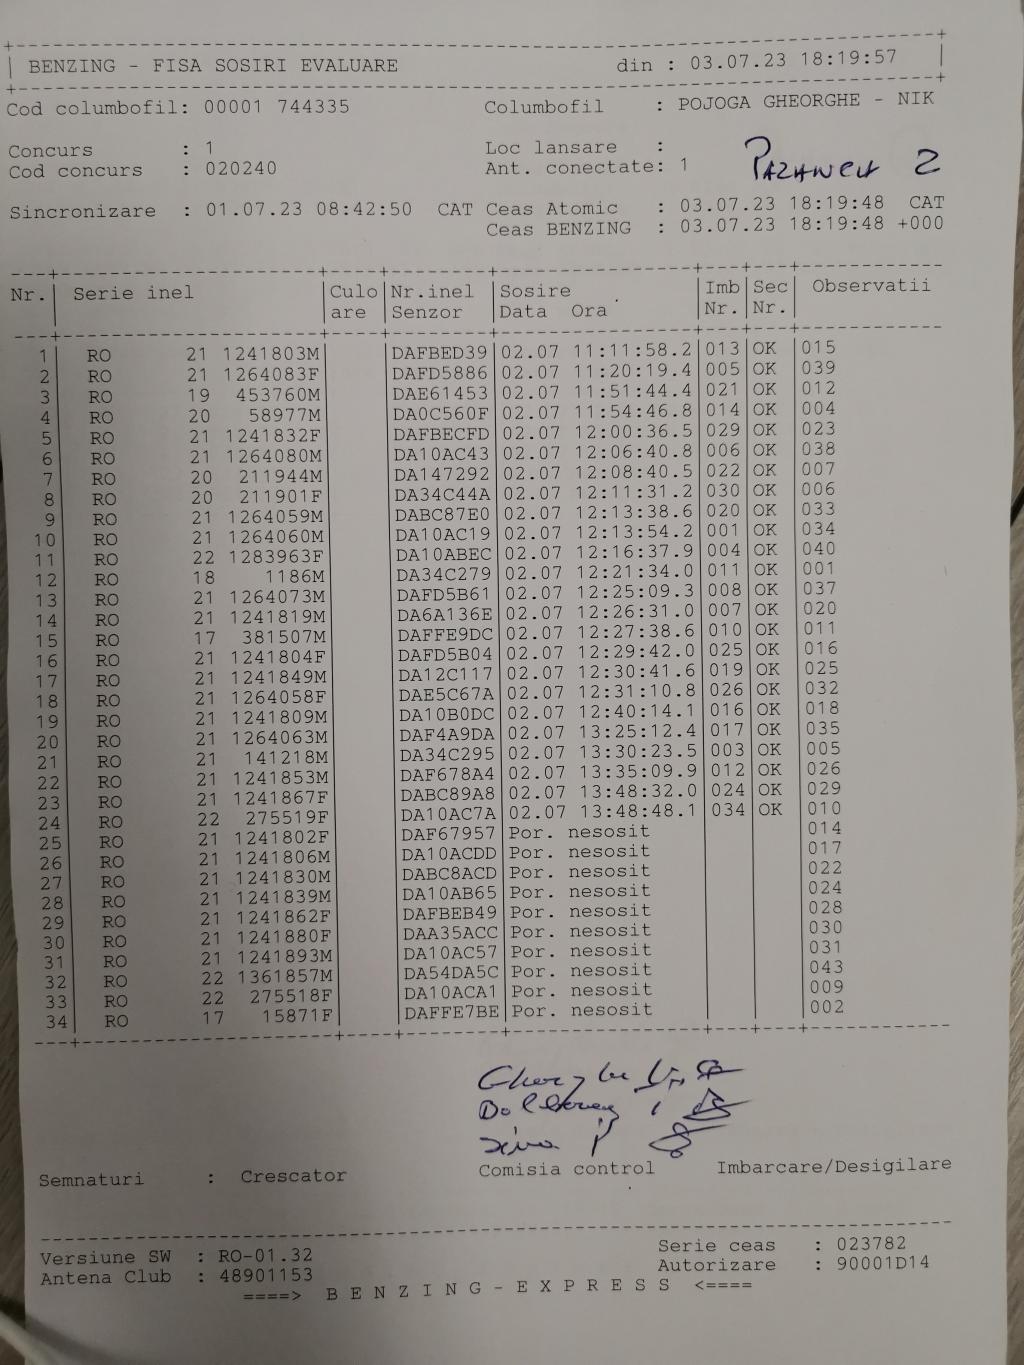 BENZING - FISA SOSIRI EVALUARE din : 03.07.23 18:19:57
Cod columbofil: 00001 744335 Columbofil : POJOGA GHEORGHE - NIK
Concurs : 1 Loc lansare :
Cod concurs : 020240 Ant. conectate: 1 2
Sincronizare : 01.07.23 08:42:50 CAT Ceas Atomic : 03.07.23 18:19:48 CAT
Ceas BENZING : 03.07.23 18:19:48 +000
Nr. Serie inel Culo Nr.inel Sosire Imb Sec Observatii
are Senzor Data Ora Nr. Nr.
1 RO 21 1241803M DAFBED39 02.07 11:11:58.2 013 OK 015
2 RO 21 1264083F DAFD5886 02.07 11:20:19.4 005 OK 039
3 RO 19 453760M DAE61453 02.07 11:51:44.4 021 OK 012
4 RO 20 58977M DA0C560F 02.07 11:54:46.8 014 OK 004
5 RO 21 1241832F DAFBECFD 02.07 12:00:36.5 029 OK 023
6 RO 21 1264080M DA10AC43 02.07 12:06:40.8 006 OK 038
7 RO 20 211944M DA147292 02.07 12:08:40.5 022 OK 007
8 RO 20 211901F DA34C44A 02.07 12:11:31.2 030 OK 006
9 RO 21 1264059M DABC87E0 02.07 12:13:38.6 020 OK 033
10 RO 21 1264060M DA10AC19 02.07 12:13:54.2 001 OK 034
11 RO 22 1283963F DA10ABEC 02.07 12:16:37.9 004 OK 040
12 RO 18 1186M DA34C279 02.07 12:21:34.0 011 OK 001
13 RO 21 1264073M DAFD5B61 02.07 12:25:09.3 008 OK 037
14 RO 21 1241819M DA6A136E 02.07 12:26:31.0 007 OK 020
15 RO 17 381507M DAFFE9DC 02.07 12:27:38.6 010 OK 011
16 RO 21 1241804F DAFD5B04 02.07 12:29:42.0 025 OK 016
17 RO 21 1241849M DA12C117 02.07 12:30:41.6 019 OK 025
18 RO 21 1264058F DAE5C67A 02.07 12:31:10.8 026 OK 032
19 RO 21 1241809M DA10B0DC 02.07 12:40:14.1 016 OK 018
20 RO 21 1264063M DAF4A9DA 02.07 13:25:12.4 017 OK 035
21 RO 21 141218M DA34C295 02.07 13:30:23.5 003 OK 005
22 RO 21 1241853M DAF678A4 02.07 13:35:09.9 012 OK 026
23 RO 21 1241867F DABC89A8 02.07 13:48:32.0 024 OK 029
24 RO 22 275519F DA10AC7A 02.07 13:48:48.1 034 OK 010
25 RO 21 1241802F DAF67957 Por. nesosit 014
26 RO 21 1241806M DA10ACDD Por. nesosit 017
27 RO 21 1241830M DABC8ACD Por. nesosit 022
28 RO 21 1241839M DA10AB65 Por. nesosit 024
29 RO 21 1241862F DAFBEB49 Por. nesosit 028
30 RO 21 1241880F DAA35ACC Por. nesosit 030
31 RO 21 1241893M DA10AC57 Por. nesosit 031
32 RO 22 1361857M DA54DA5C Por. nesosit 043
33 RO 22 275518F DA10ACA1 Por. nesosit 009
34 RO 17 15871F DAFFE7BE Por. nesosit 002
Semnaturi : Crescator Comisia control Imbarcare/Desigilare
Versiune SW : RO-01.32 Serie ceas : 023782
Antena Club : 48901153 Autorizare : 90001D14
====> B E N Z I N G - E X P R E S S <====